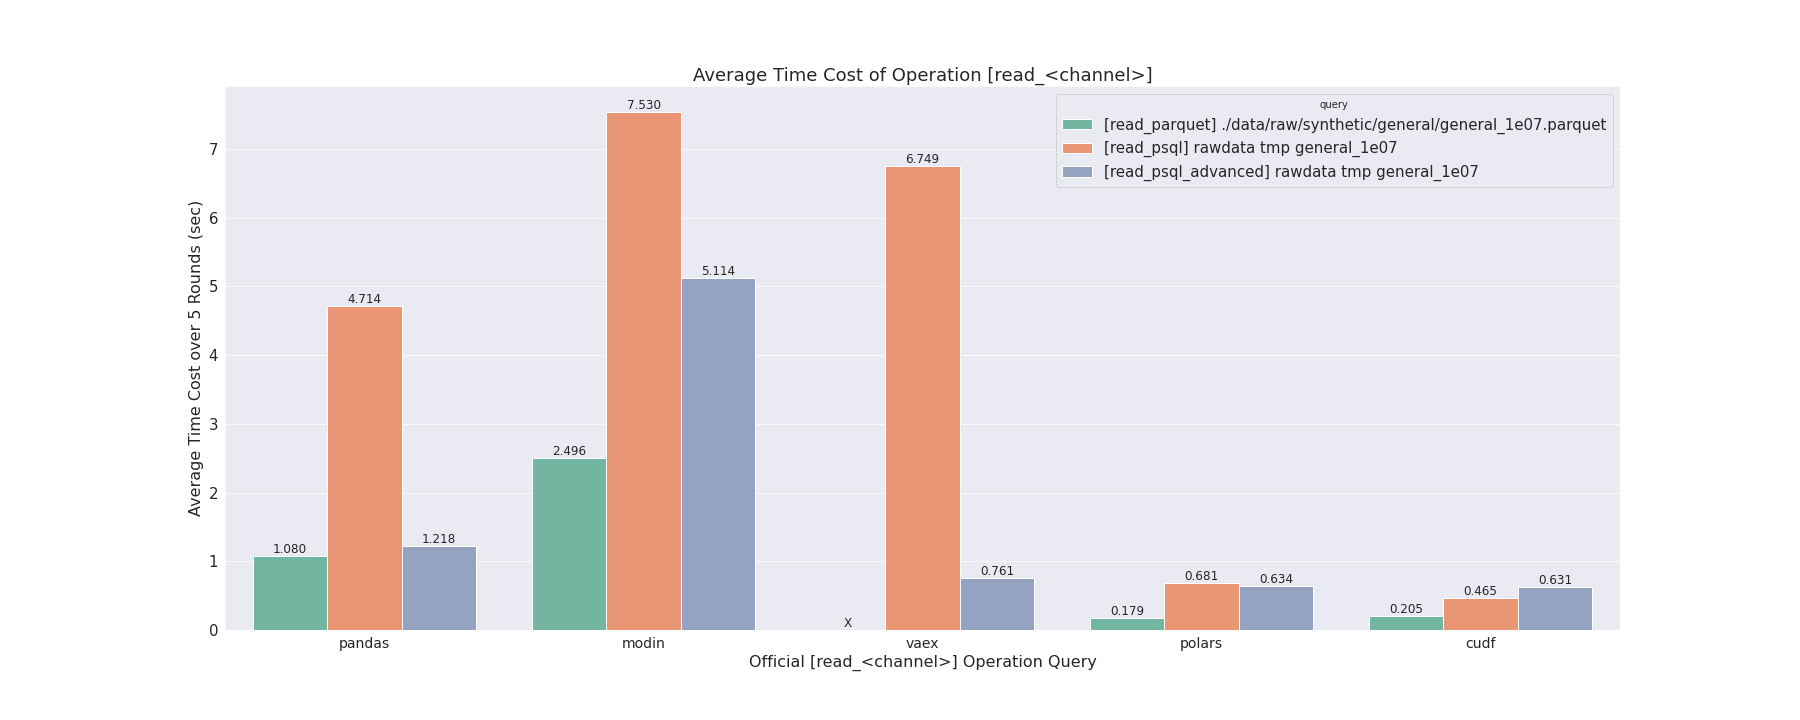 Average Time Cost of Operation [read_<channel>]
query
[read_parquet] ./data/raw/synthetic/general/general_1e07.parquet
[read_psql] rawdata tmp general_1e07
[read_psql_advanced] rawdata tmp general_1e07
Average Time Cost over 5 Rounds (sec)
7
6
5
4
3
2
1
0
1.080
4.714
1.218
2.496
7.530
5.114
X
6.749
0.761
0.179
0.681
0.634
0.205
0.465
0.631
pandas
modin
vaex
polars
cudf
Official [read_<channel>] Operation Query